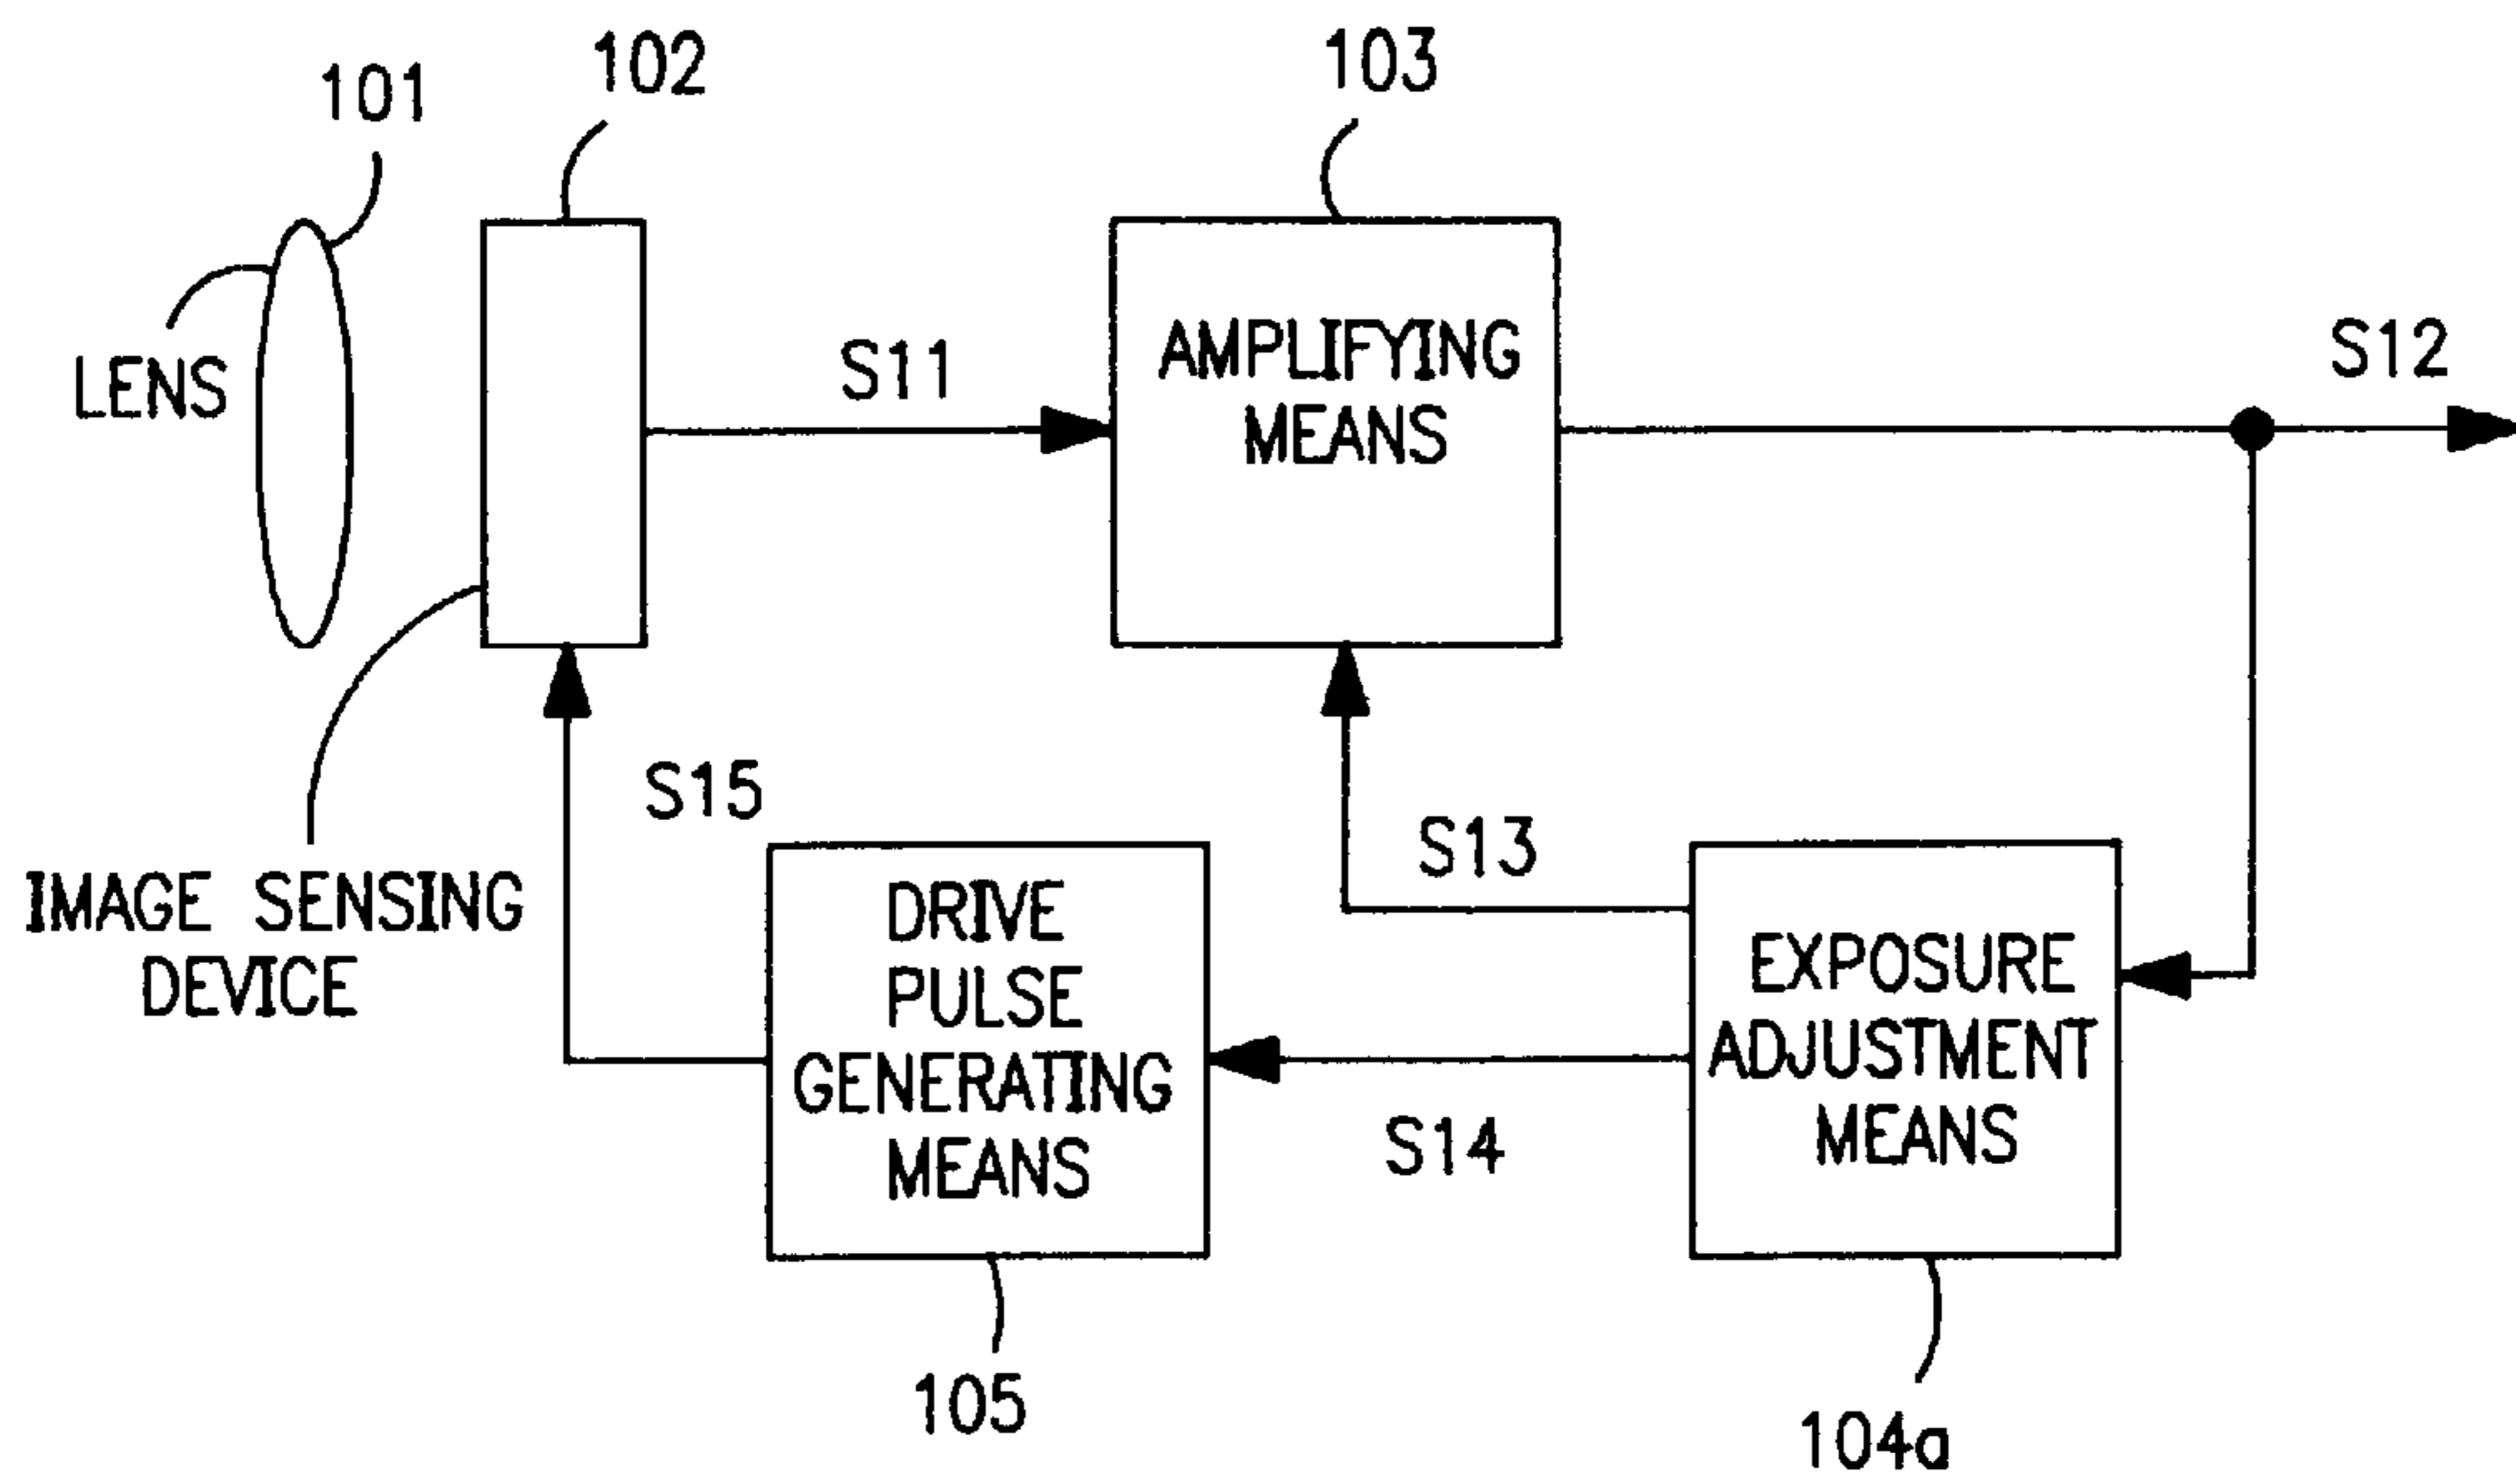 101
102
103
LENS
S11
AMPLIFYING
MEANS
S12
S15
S13
IMAGE SENSING
DEVICE
DRIVE
PULSE
GENERATING
MEANS
S14
EXPOSURE
ADJUSTMENT
MEANS
105
104a